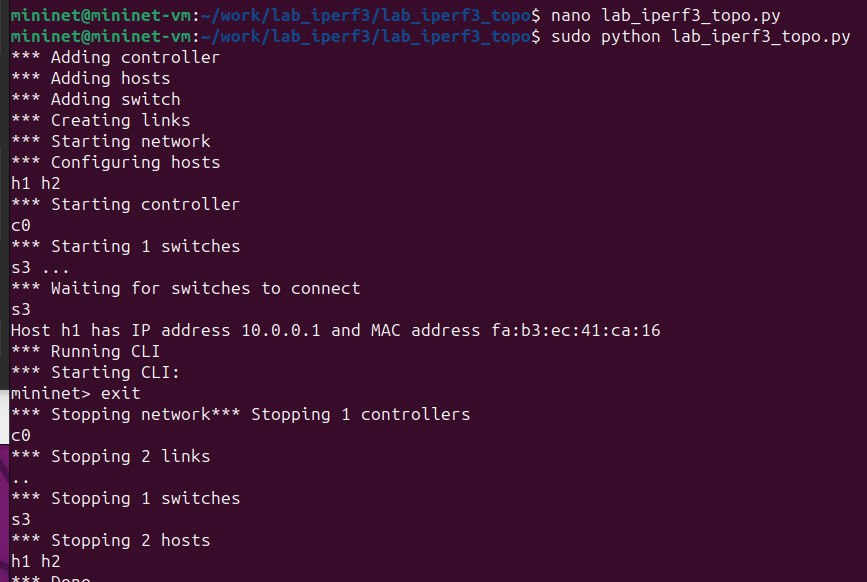 mininet@mininet-vm:~/work/lab_iperf3/lab_iperf3_topo$ nano lab_iperf3_topo.py
mininet@mininet-vm:~/work/lab_iperf3/lab_iperf3_topo$ sudo python lab_iperf3_topo.py
*** Adding controller
*** Adding hosts
*** Adding switch
*** Creating links
*** Starting network
*** Configuring hosts
h1 h2
*** Starting controller
c0
*** Starting 1 switches
s3 ...
*** Waiting for switches to connect
s3
Host h1 has IP address 10.0.0.1 and MAC address fa:b3:ec:41:ca:16
*** Running CLI
*** Starting CLI:
mininet> exit
*** Stopping network*** Stopping 1 controllers
c0
*** Stopping 2 links
..
*** Stopping 1 switches
s3
*** Stopping 2 hosts
h1 h2
*** Done